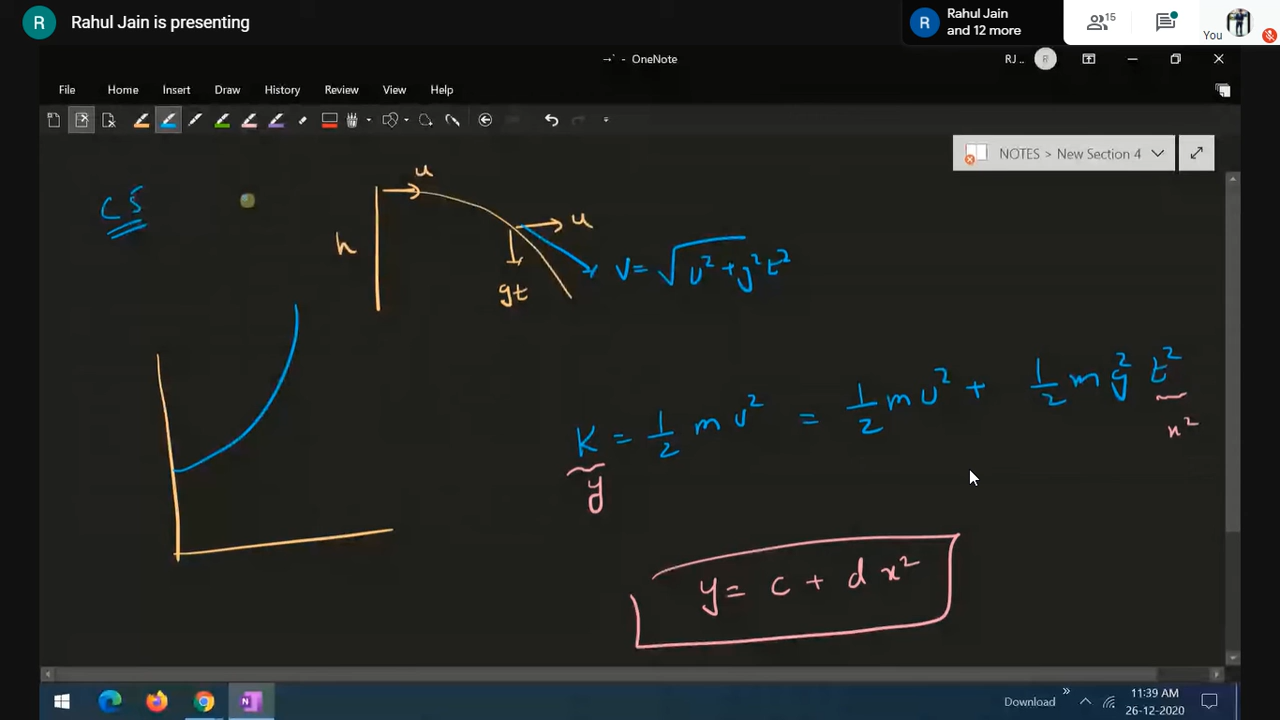 R Rahul Jain is presenting
R Rahul Jain and 12 more
15
You
- OneNote
RJ ..
R
File Home Insert Draw History Review View Help
NOTES > New Section 4
CS
u
h
u
gt
v = √u² + g²t²
K = 1/2 m v² = 1/2 m u² + 1/2 m g² t²
y
x²
y = c + d x²
Download
11:39 AM
26-12-2020